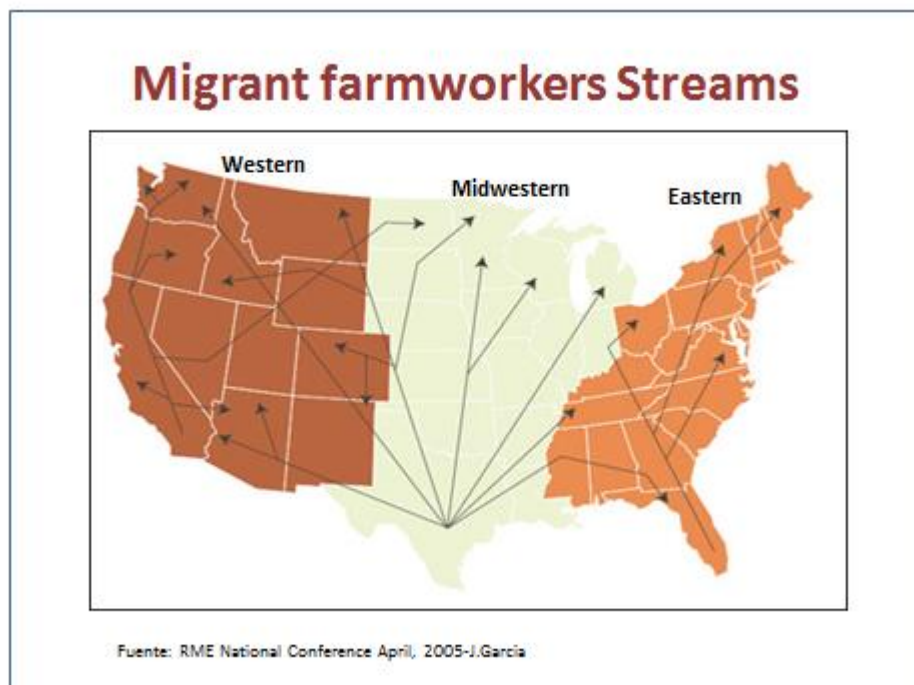 Migrant farmworkers Streams
Western
Midwestern
Eastern
Fuente: RME National Conference April, 2005-J.Garcia